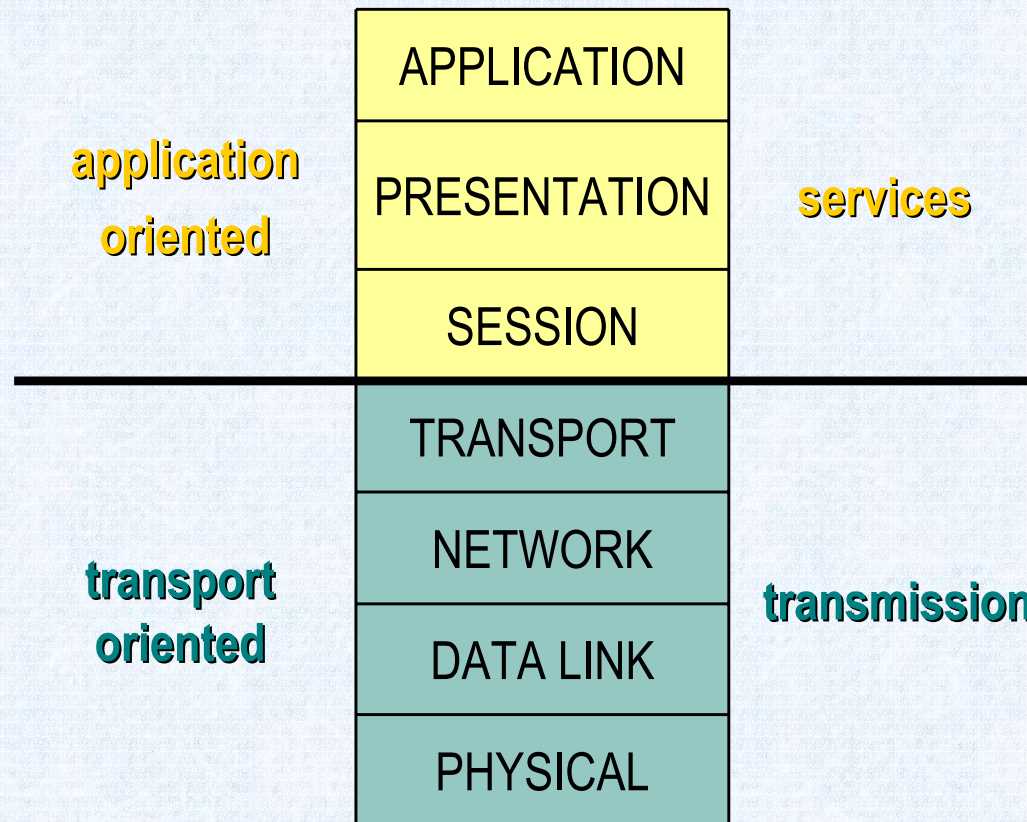 APPLICATION
PRESENTATION
SESSION
TRANSPORT
NETWORK
DATA LINK
PHYSICAL
application
oriented
services
transport
oriented
transmission